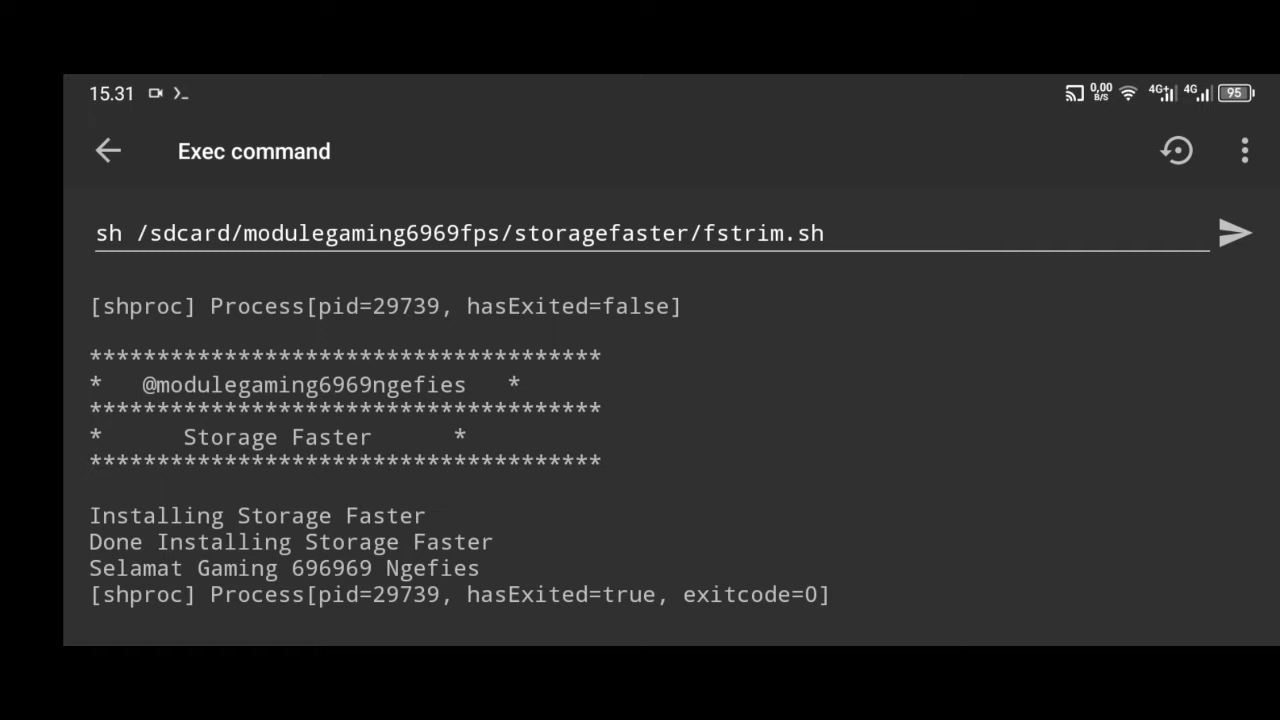 15.31
0,00 B/S 4G+ 4G 95
Exec command
sh /sdcard/modulegaming6969fps/storagefaster/fstrim.sh
[shproc] Process[pid=29739, hasExited=false]
**************************************
*   @modulegaming6969ngefies   *
**************************************
*      Storage Faster      *
**************************************
Installing Storage Faster
Done Installing Storage Faster
Selamat Gaming 696969 Ngefies
[shproc] Process[pid=29739, hasExited=true, exitcode=0]